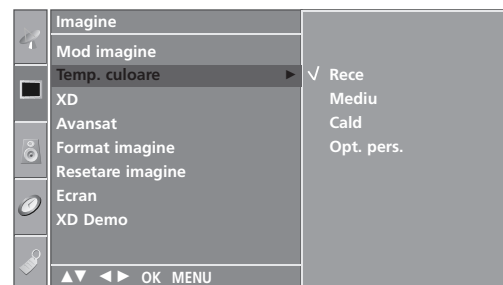 Imagine
Mod imagine
Temp. culoare ► √ Rece
XD Mediu
Avansat Cald
Format imagine Opt. pers.
Resetare imagine
Ecran
XD Demo
▲▼ ◄► OK MENU